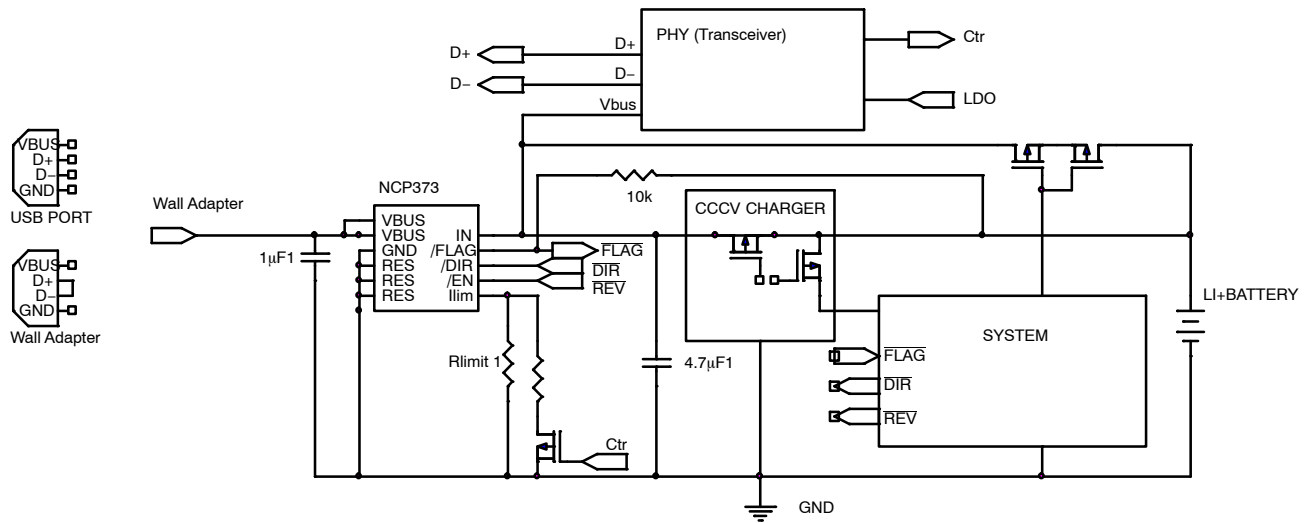 PHY (Transceiver)
D+
D−
Vbus
D+
D−
Ctr
LDO
VBUS
D+
D−
GND
USB PORT
VBUS
D+
D−
GND
Wall Adapter
Wall Adapter
1μF1
NCP373
VBUS
VBUS
GND
RES
RES
RES
IN
/FLAG
/DIR
/EN
Ilim
FLAG
DIR
REV
10k
CCCV CHARGER
Rlimit 1
4.7μF1
Ctr
GND
SYSTEM
FLAG
DIR
REV
LI+BATTERY